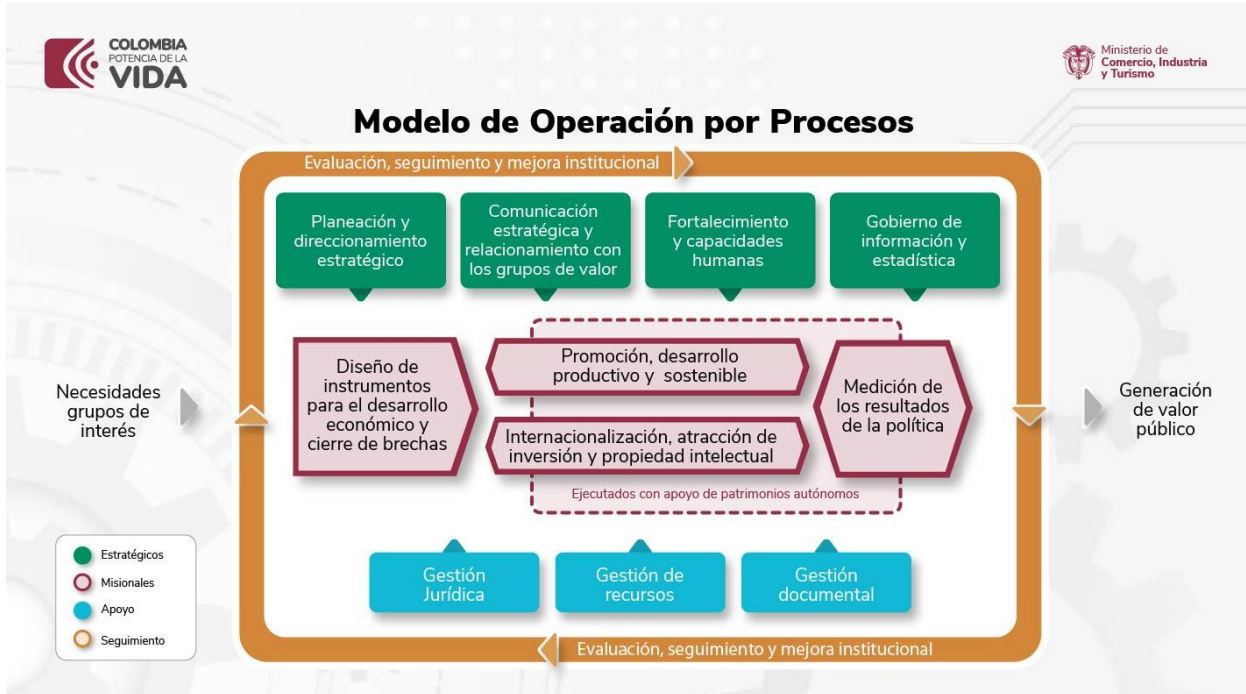 COLOMBIA
POTENCIA DE LA
VIDA
Ministerio de
Comercio, Industria
y Turismo
Modelo de Operación por Procesos
Evaluación, seguimiento y mejora institucional
Planeación y
direccionamiento
estratégico
Comunicación
estratégica y
relacionamiento con
los grupos de valor
Fortalecimiento
y capacidades
humanas
Gobierno de
información y
estadística
Necesidades
grupos de
interés
Diseño de
instrumentos
para el desarrollo
económico y
cierre de brechas
Promoción, desarrollo
productivo y sostenible
Internacionalización, atracción de
inversión y propiedad intelectual
Ejecutados con apoyo de patrimonios autónomos
Medición de
los resultados
de la política
Generación
de valor
público
Estratégicos
Misionales
Apoyo
Seguimiento
Gestión
Jurídica
Gestión de
recursos
Gestión
documental
Evaluación, seguimiento y mejora institucional